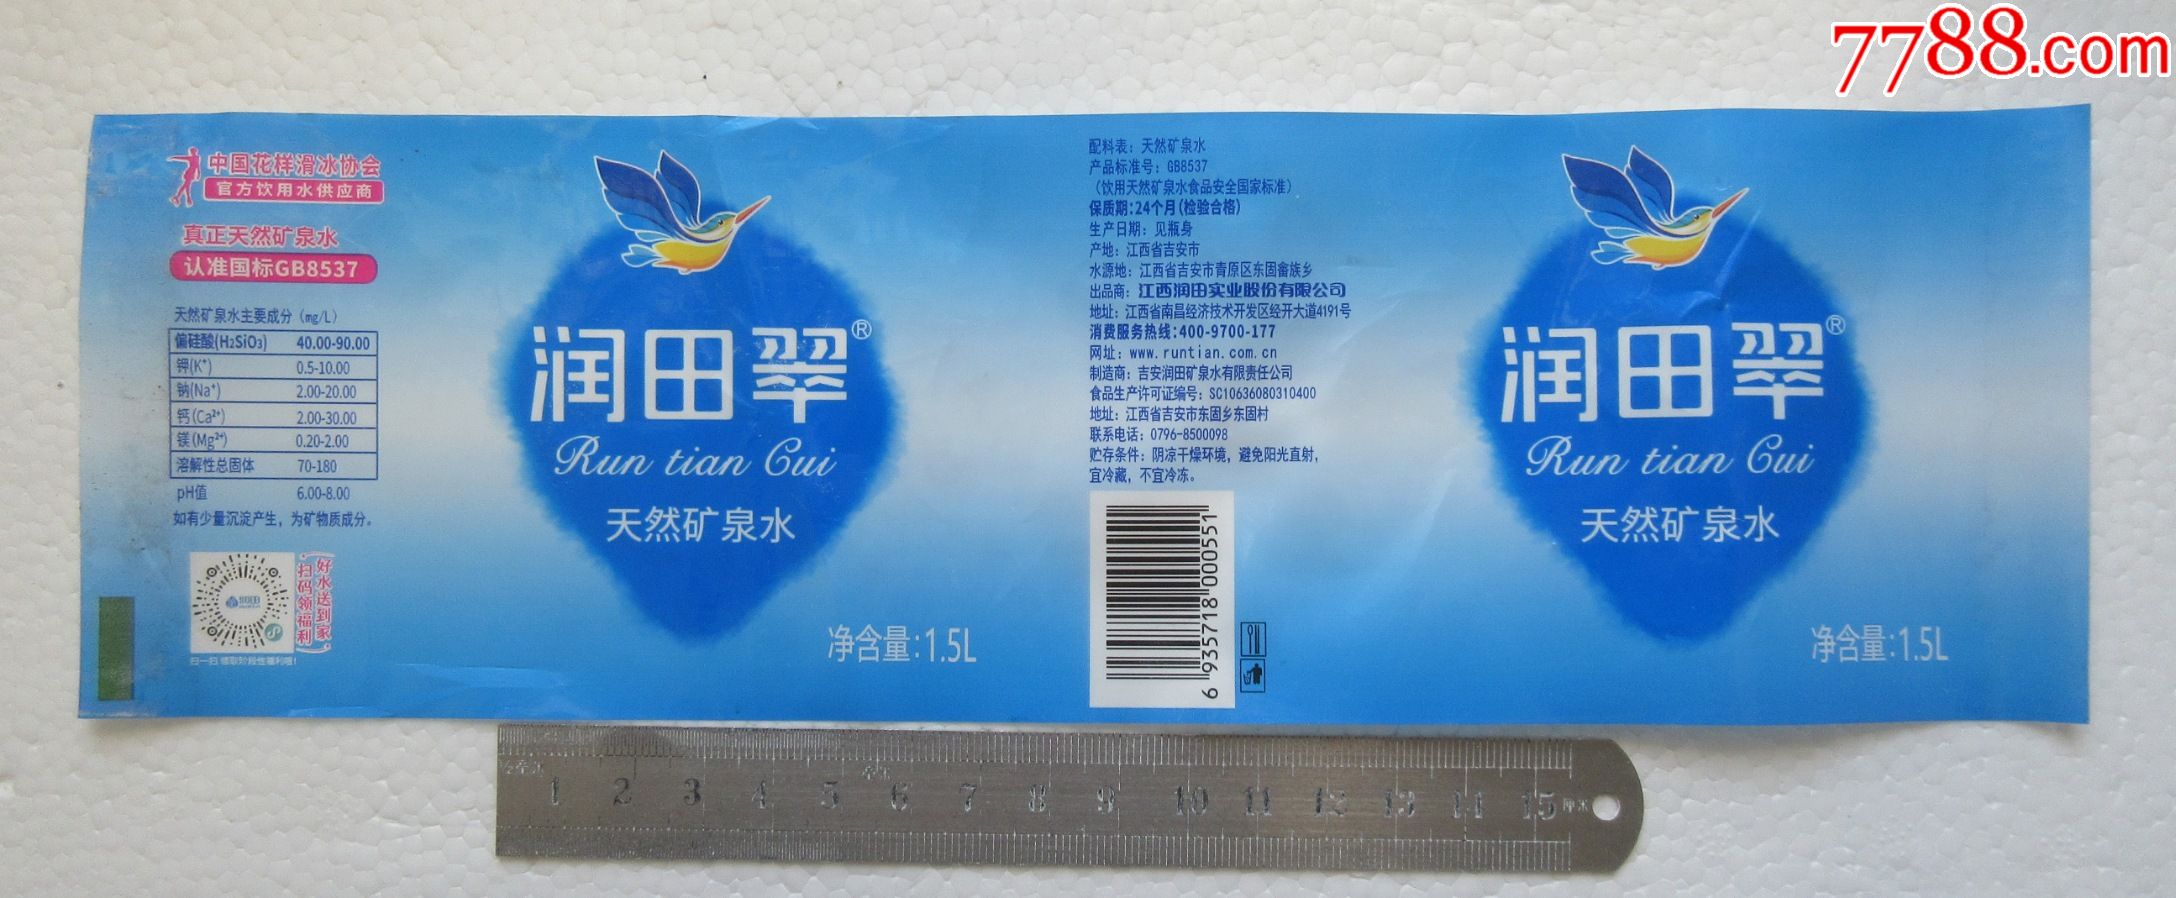 7788.com
中国花样滑冰协会
官方饮用水供应商
真正天然矿泉水
认准国标GB8537
天然矿泉水主要成分（mg/L）
偏硅酸(H₂SiO₃) 40.00-90.00
钾(K⁺) 0.5-10.00
钠(Na⁺) 2.00-20.00
钙(Ca²⁺) 2.00-30.00
镁(Mg²⁺) 0.20-2.00
溶解性总固体 70-180
pH值 6.00-8.00
如有少量沉淀产生，为矿物质成分。
润田
好水送到家
扫码领福利
扫一扫 领取阶段性福利哦！
润田翠®
Run tian Cui
天然矿泉水
净含量:1.5L
配料表：天然矿泉水
产品标准号：GB8537
（饮用天然矿泉水食品安全国家标准）
保质期:24个月(检验合格)
生产日期：见瓶身
产地：江西省吉安市
水源地：江西省吉安市青原区东固畲族乡
出品商：江西润田实业股份有限公司
地址：江西省南昌经济技术开发区经开大道4191号
消费服务热线:400-9700-177
网址：www.runtian.com.cn
制造商：吉安润田矿泉水有限责任公司
食品生产许可证编号：SC10636080310400
地址：江西省吉安市东固乡东固村
联系电话：0796-8500098
贮存条件：阴凉干燥环境，避免阳光直射，
宜冷藏，不宜冷冻。
6 935718 000551
润田翠®
Run tian Cui
天然矿泉水
净含量:1.5L
1 2 3 4 5 6 7 8 9 10 11 12 13 14 15 厘米